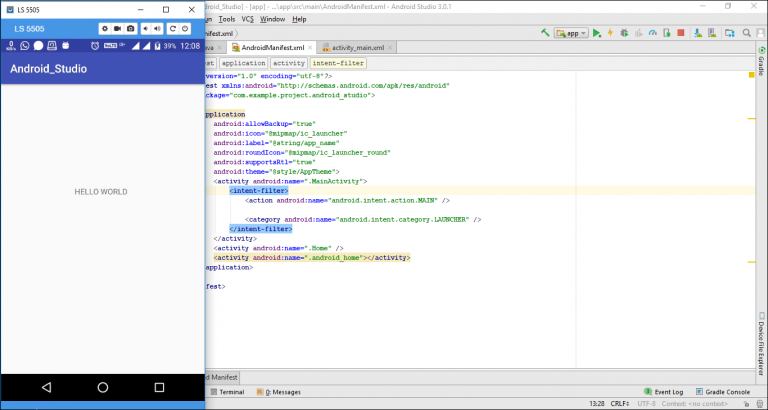 LS 5505
LS 5505
39% 12:08
Android_Studio
HELLO WORLD
ndroid_Studio] - [app] - ...\app\src\main\AndroidManifest.xml - Android Studio 3.0.1
Tools VCS Window Help
ifest.xml
app
ava
AndroidManifest.xml
activity_main.xml
est application activity intent-filter
version="1.0" encoding="utf-8"?>
est xmlns:android="http://schemas.android.com/apk/res/android"
ckage="com.example.project.android_studio">
pplication
android:allowBackup="true"
android:icon="@mipmap/ic_launcher"
android:label="@string/app_name"
android:roundIcon="@mipmap/ic_launcher_round"
android:supportsRtl="true"
android:theme="@style/AppTheme">
<activity android:name=".MainActivity">
<intent-filter>
<action android:name="android.intent.action.MAIN" />
<category android:name="android.intent.category.LAUNCHER" />
</intent-filter>
</activity>
<activity android:name=".Home" />
<activity android:name=".android_home"></activity>
application>
fest>
Gradle
Device File Explorer
d Manifest
Terminal
0: Messages
Event Log
Gradle Console
13:28 CRLF÷ UTF-8 Context: <no context>